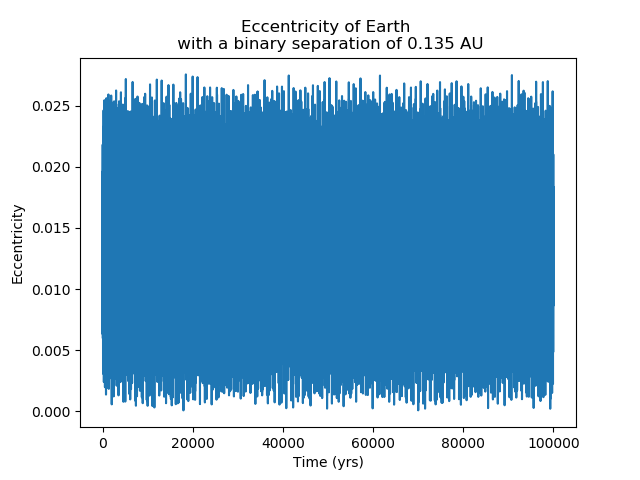 Eccentricity of Earth
with a binary separation of 0.135 AU
Eccentricity
0.025
0.020
0.015
0.010
0.005
0.000
0 20000 40000 60000 80000 100000
Time (yrs)